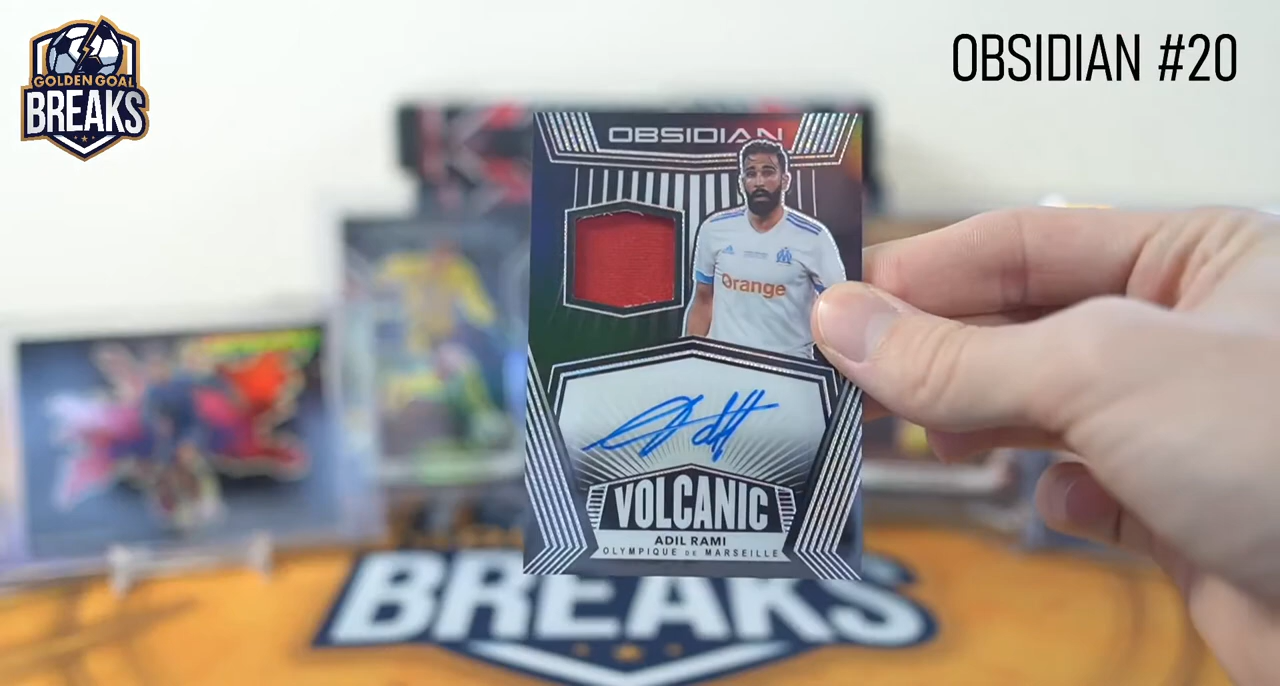 GOLDEN GOAL
BREAKS
OBSIDIAN #20
OBSIDIAN
Orange
VOLCANIC
ADIL RAMI
OLYMPIQUE DE MARSEILLE
BREAKS